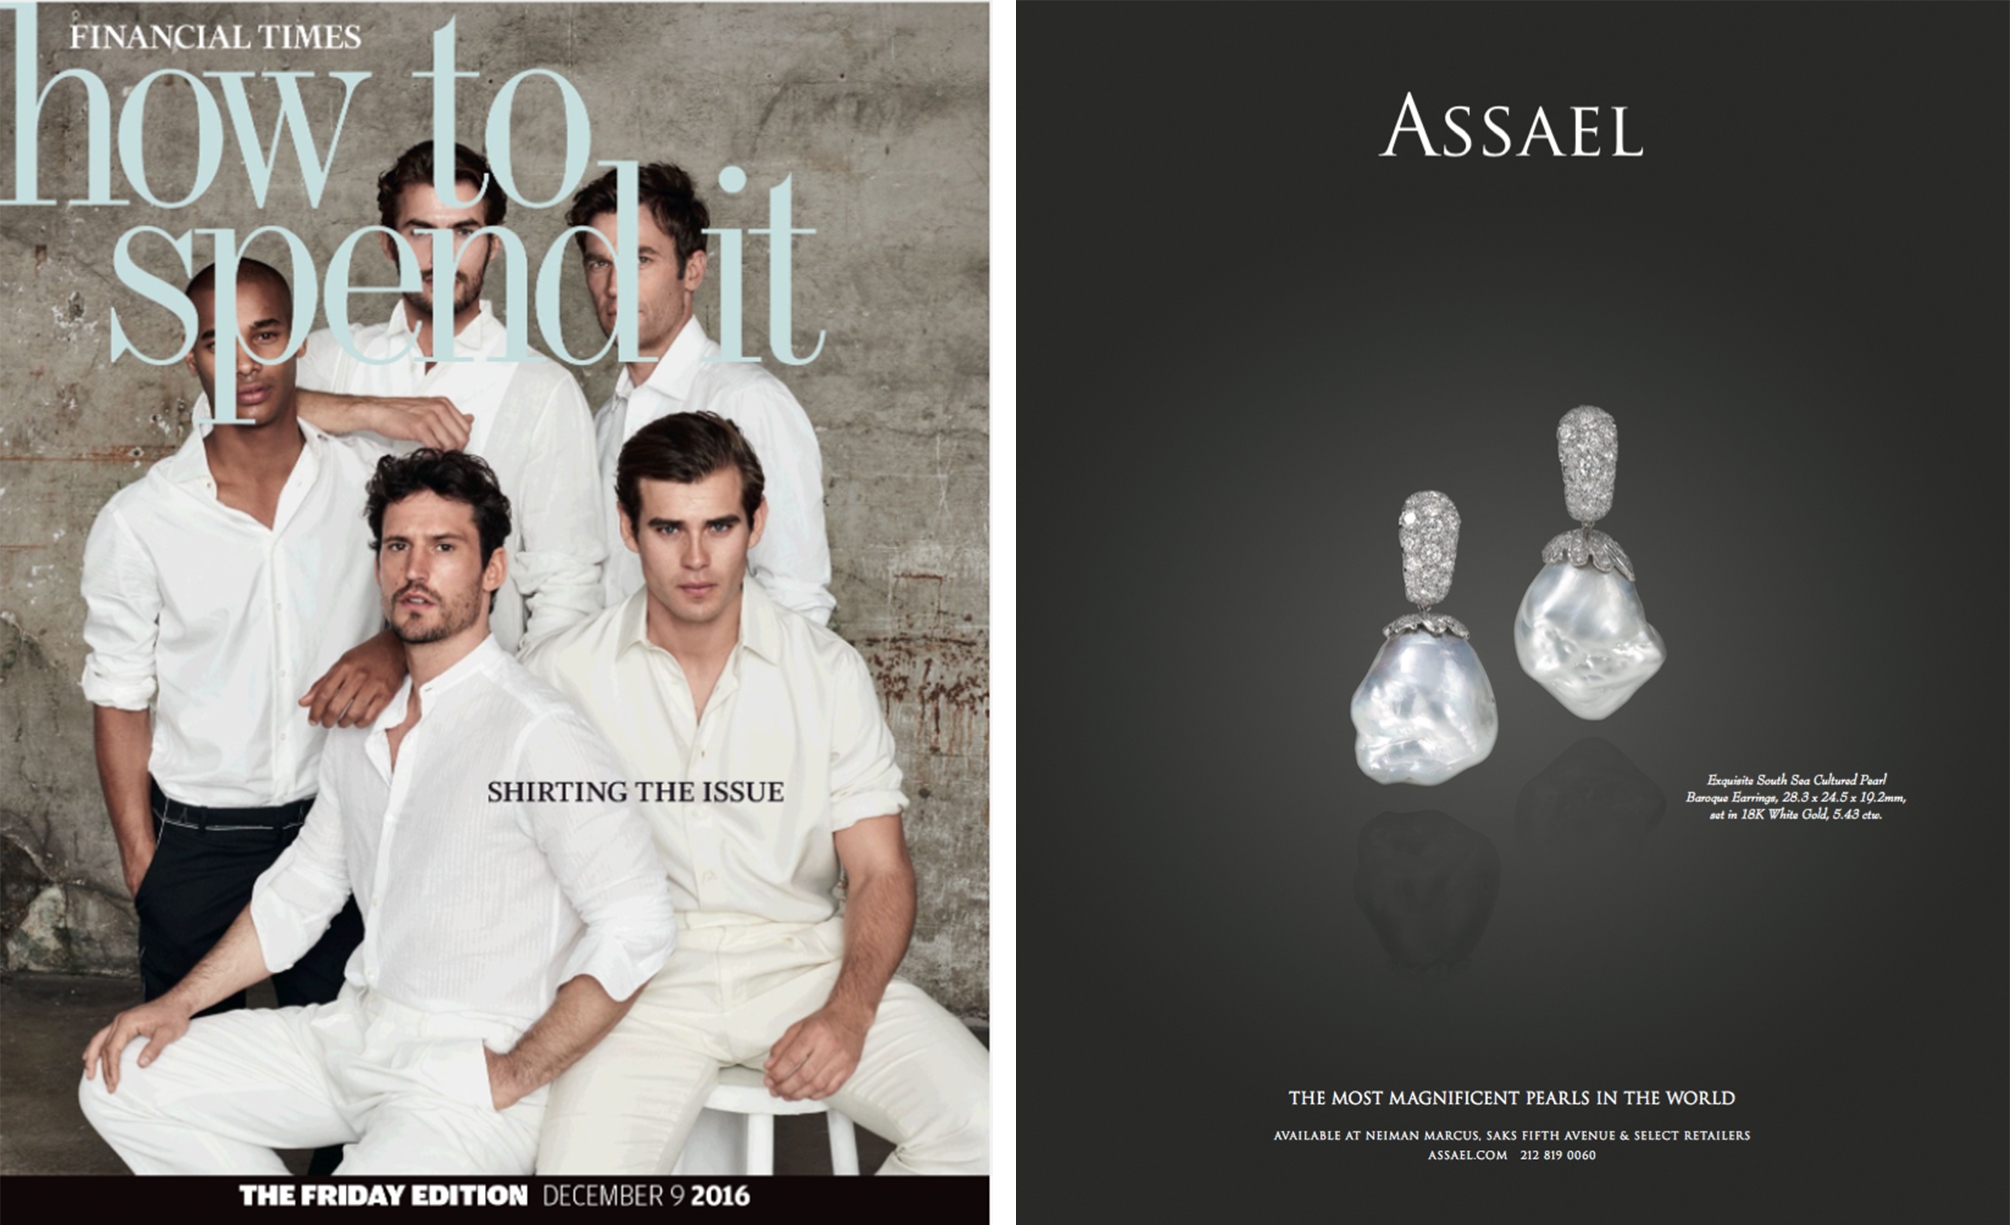 FINANCIAL TIMES
how to
spend it
SHIRTING THE ISSUE
THE FRIDAY EDITION DECEMBER 9 2016
ASSAEL
Exquisite South Sea Cultured Pearl
Baroque Earrings, 28.3 x 24.5 x 19.2mm,
set in 18K White Gold, 5.43 ctw.
THE MOST MAGNIFICENT PEARLS IN THE WORLD
AVAILABLE AT NEIMAN MARCUS, SAKS FIFTH AVENUE & SELECT RETAILERS
ASSAEL.COM 212 819 0060